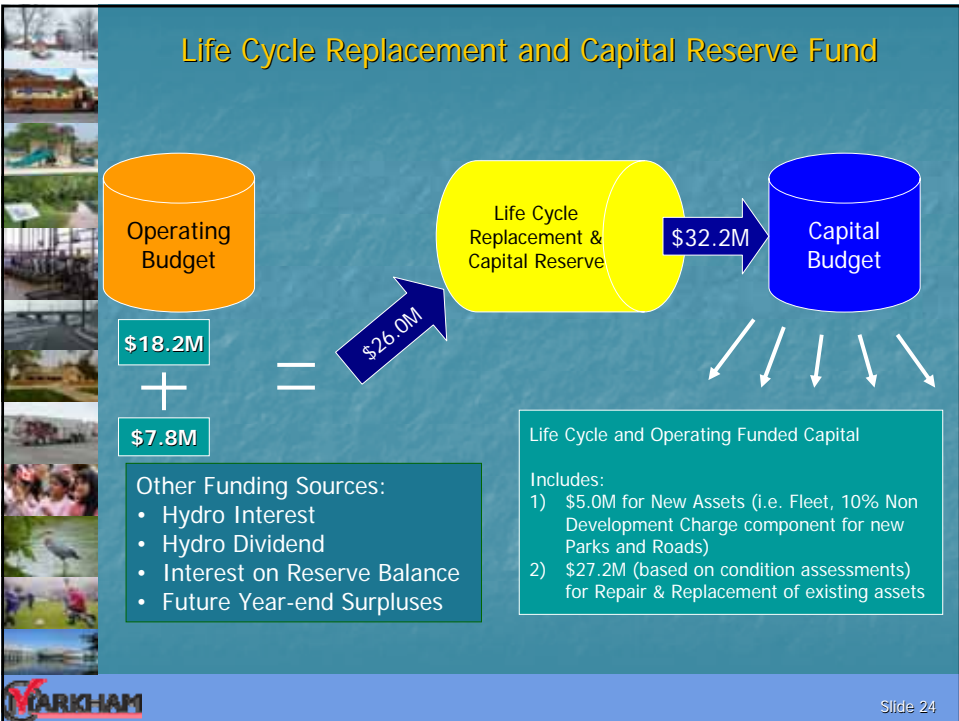 Life Cycle Replacement and Capital Reserve Fund
Operating
Budget
Life Cycle
Replacement &
Capital Reserve
$32.2M
Capital
Budget
$26.0M
$18.2M
+
=
$7.8M
Other Funding Sources:
• Hydro Interest
• Hydro Dividend
• Interest on Reserve Balance
• Future Year-end Surpluses
Life Cycle and Operating Funded Capital
Includes:
1) $5.0M for New Assets (i.e. Fleet, 10% Non
Development Charge component for new
Parks and Roads)
2) $27.2M (based on condition assessments)
for Repair & Replacement of existing assets
MARKHAM
Slide 24